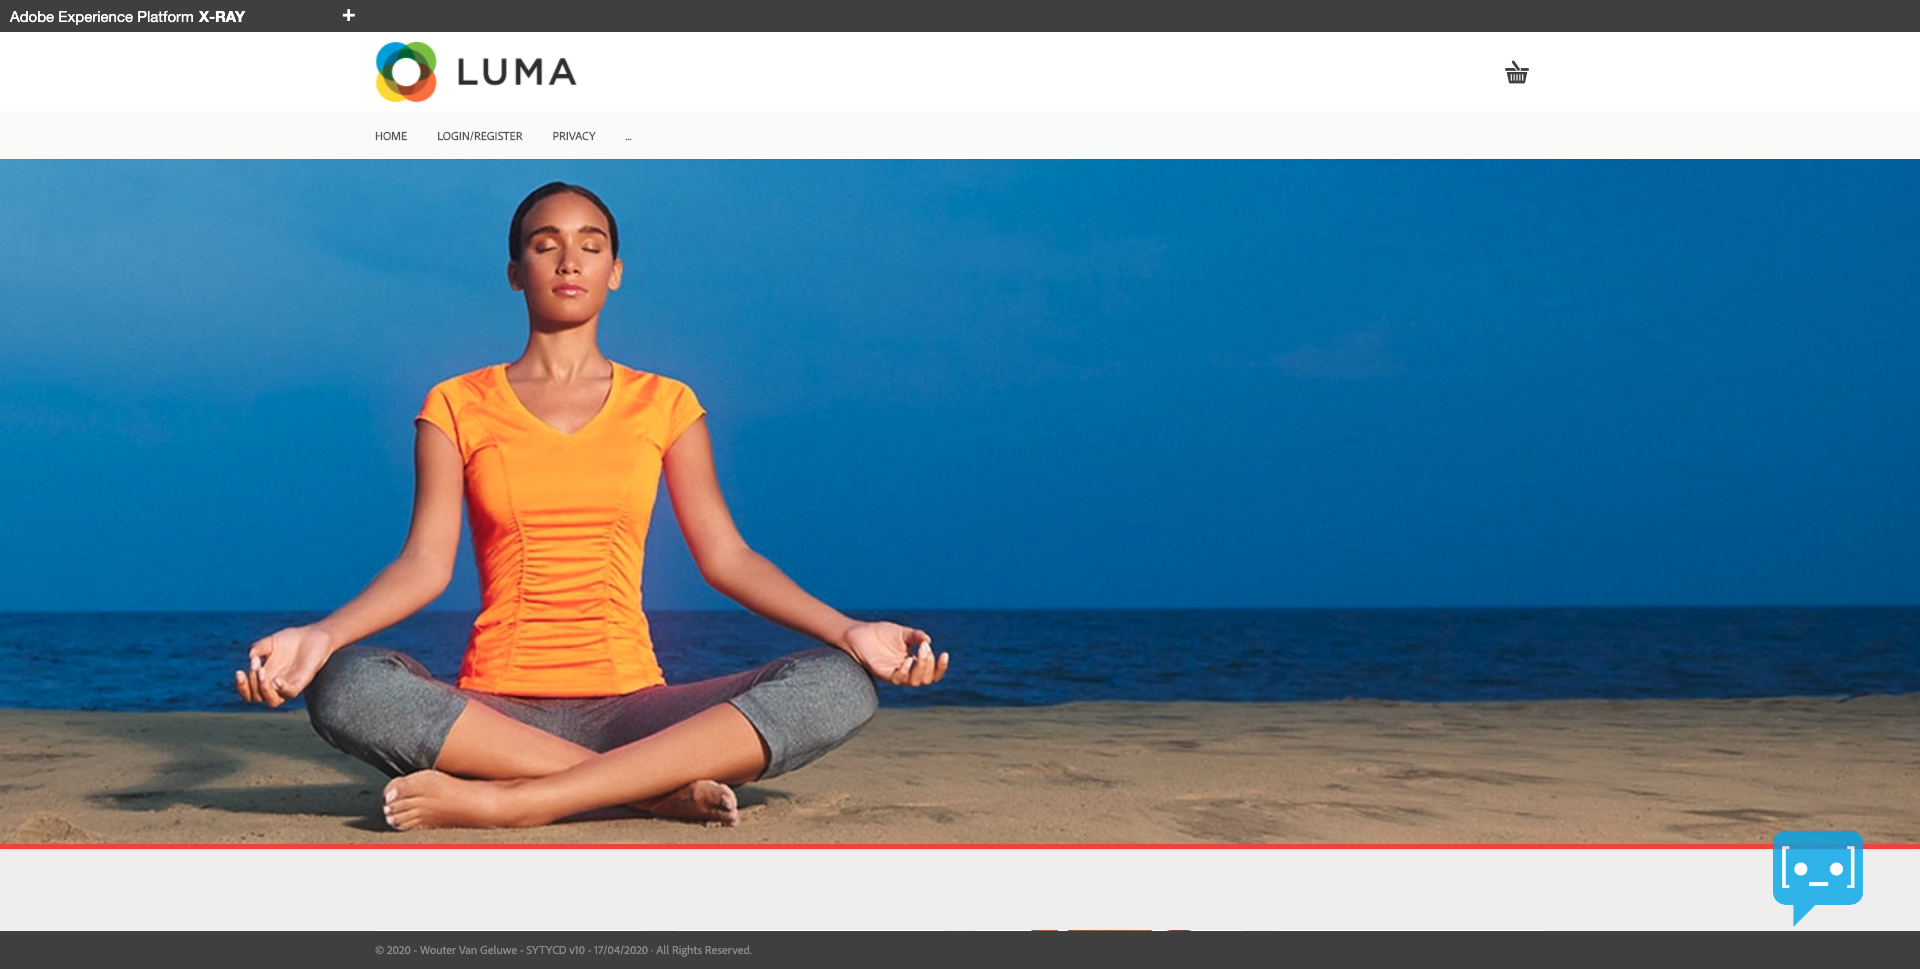 Adobe Experience Platform X-RAY
LUMA
HOME LOGIN/REGISTER PRIVACY ...
© 2020 - Wouter Van Geluwe - SYTYCD v10 - 17/04/2020 · All Rights Reserved.